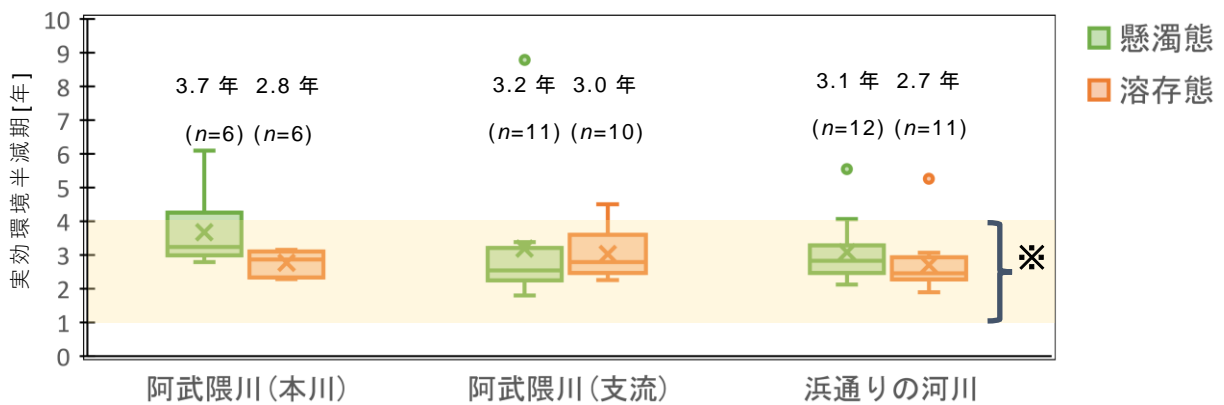 実効環境半減期[年]
10
9
8
7
6
5
4
3
2
1
0
3.7 年 2.8 年
(n=6) (n=6)
3.2 年 3.0 年
(n=11) (n=10)
3.1 年 2.7 年
(n=12) (n=11)
※
阿武隈川(本川)
阿武隈川(支流)
浜通りの河川
懸濁態
溶存態